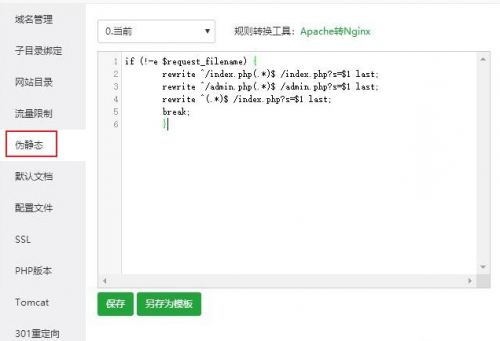 域名管理
子目录绑定
网站目录
流量限制
伪静态
默认文档
配置文件
SSL
PHP版本
Tomcat
301重定向
0.当前
规则转换工具：Apache转Nginx
1 if (!-e $request_filename) {
2 rewrite ^/index.php(.*)$ /index.php?s=$1 last;
3 rewrite ^/admin.php(.*)$ /admin.php?s=$1 last;
4 rewrite ^(.*)$ /index.php?s=$1 last;
5 break;
6 }
保存
另存为模板